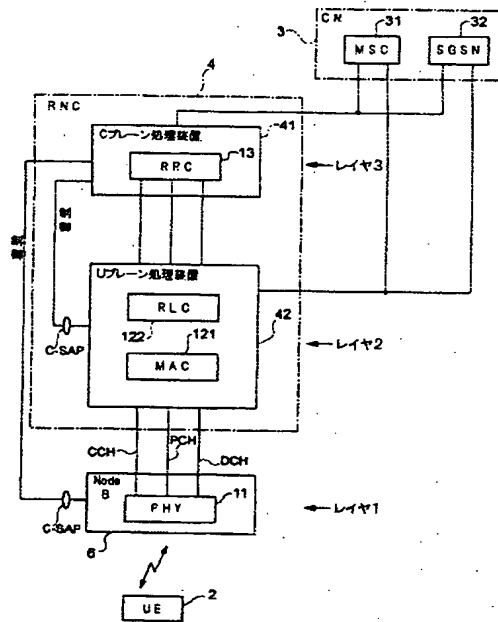 CN
31
32
3
MSC
SGSN
4
RNC
Cプレーン処理装置
41
13
RRC
レイヤ3
制御
制御
Uプレーン処理装置
RLC
122
42
121
MAC
C-SAP
レイヤ2
CCH
PCH
DCH
Node
B
11
PHY
C-SAP
レイヤ1
6
2
UE